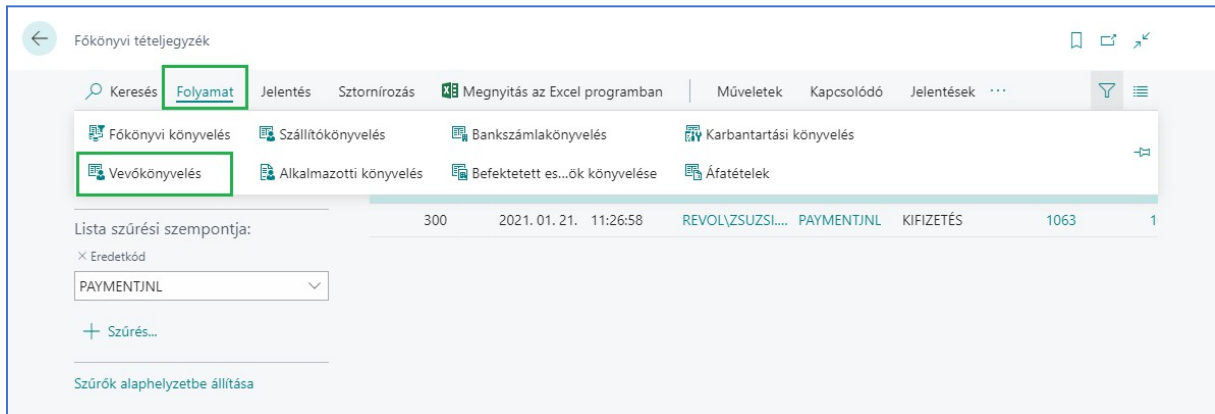 Főkönyvi tételjegyzék
Keresés Folyamat Jelentés Sztornírozás Megnyitás az Excel programban Műveletek Kapcsolódó Jelentések ...
Főkönyvi könyvelés Szállítókönyvelés Bankszámlakönyvelés Karbantartási könyvelés
Vevőkönyvelés Alkalmazotti könyvelés Befektetett es...ök könyvelése Áfatételek
300 2021. 01. 21. 11:26:58 REVOL\ZSUZSI.... PAYMENTJNL KIFIZETÉS 1063 1
Lista szűrési szempontja:
× Eredetkód
PAYMENTJNL
+ Szűrés...
Szűrők alaphelyzetbe állítása